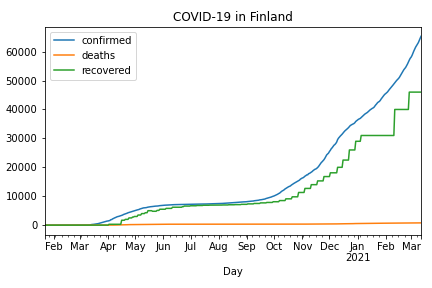 COVID-19 in Finland
confirmed
deaths
recovered
60000
50000
40000
30000
20000
10000
0
Feb Mar Apr May Jun Jul Aug Sep Oct Nov Dec Jan Feb Mar
2021
Day